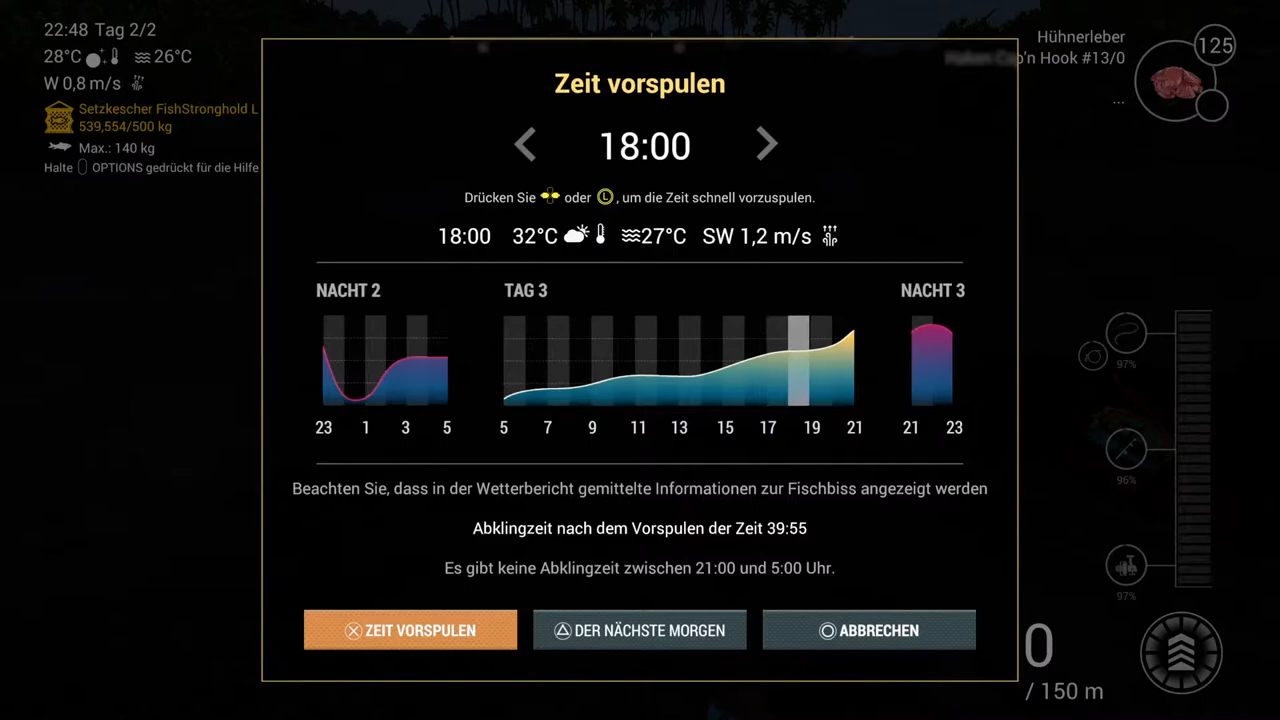 22:48 Tag 2/2
28°C 26°C
W 0,8 m/s
Setzkescher FishStronghold L
539,554/500 kg
Max.: 140 kg
Halte OPTIONS gedrückt für die Hilfe
Hühnerleber
'n Hook #13/0
125
...
Zeit vorspulen
18:00
Drücken Sie oder L, um die Zeit schnell vorzuspulen.
18:00 32°C 27°C SW 1,2 m/s
NACHT 2 TAG 3 NACHT 3
23 1 3 5 5 7 9 11 13 15 17 19 21 21 23
Beachten Sie, dass in der Wetterbericht gemittelte Informationen zur Fischbiss angezeigt werden
Abklingzeit nach dem Vorspulen der Zeit 39:55
Es gibt keine Abklingzeit zwischen 21:00 und 5:00 Uhr.
ZEIT VORSPULEN DER NÄCHSTE MORGEN ABBRECHEN
97%
96%
97%
0
/ 150 m